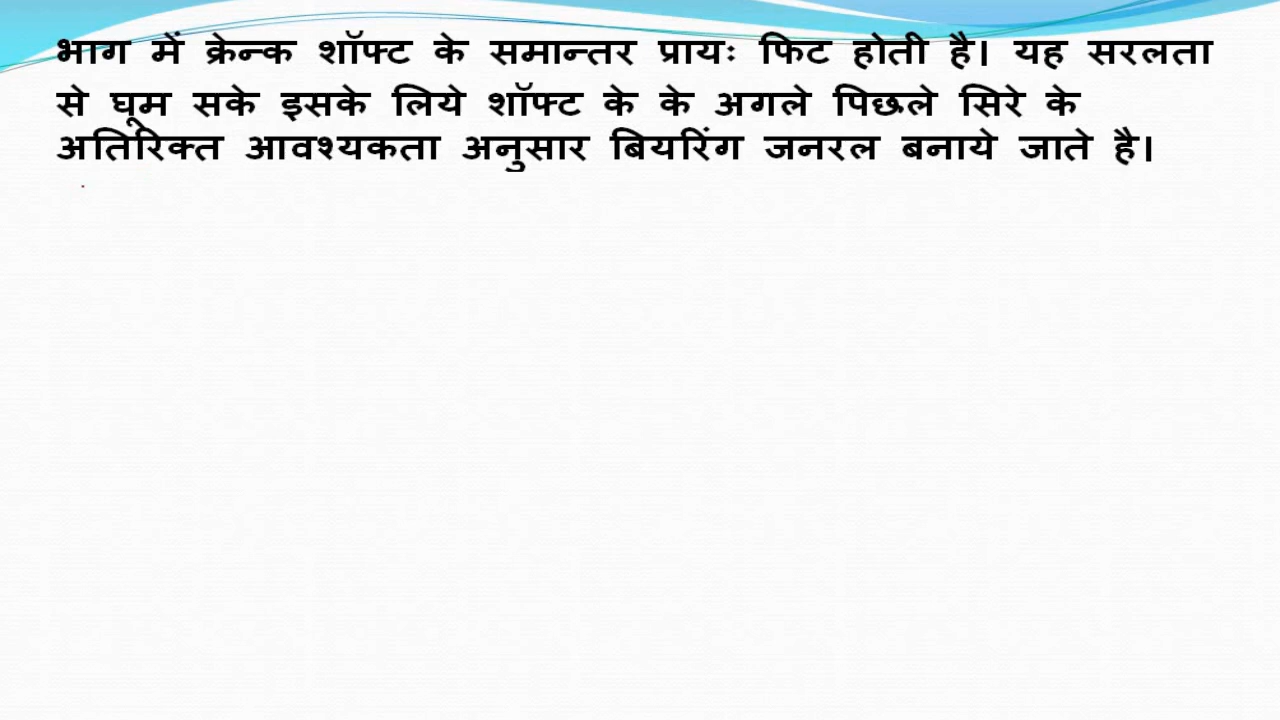 भाग में क्रेन्क शॉफ्ट के समान्तर प्रायः फिट होती है। यह सरलता
से घूम सके इसके लिये शॉफ्ट के के अगले पिछले सिरे के
अतिरिक्त आवश्यकता अनुसार बियरिंग जनरल बनाये जाते है।
.